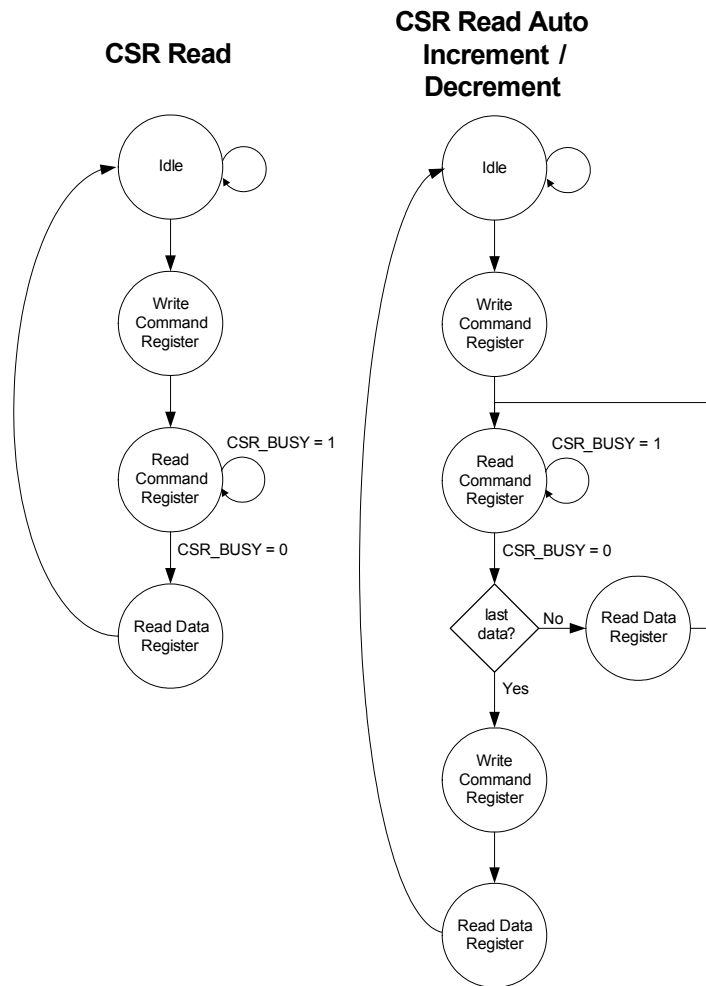 CSR Read
Idle
Write
Command
Register
CSR_BUSY = 1
Read
Command
Register
CSR_BUSY = 0
Read Data
Register
CSR Read Auto
Increment /
Decrement
Idle
Write
Command
Register
CSR_BUSY = 1
Read
Command
Register
CSR_BUSY = 0
last
data?
No
Read Data
Register
Yes
Write
Command
Register
Read Data
Register